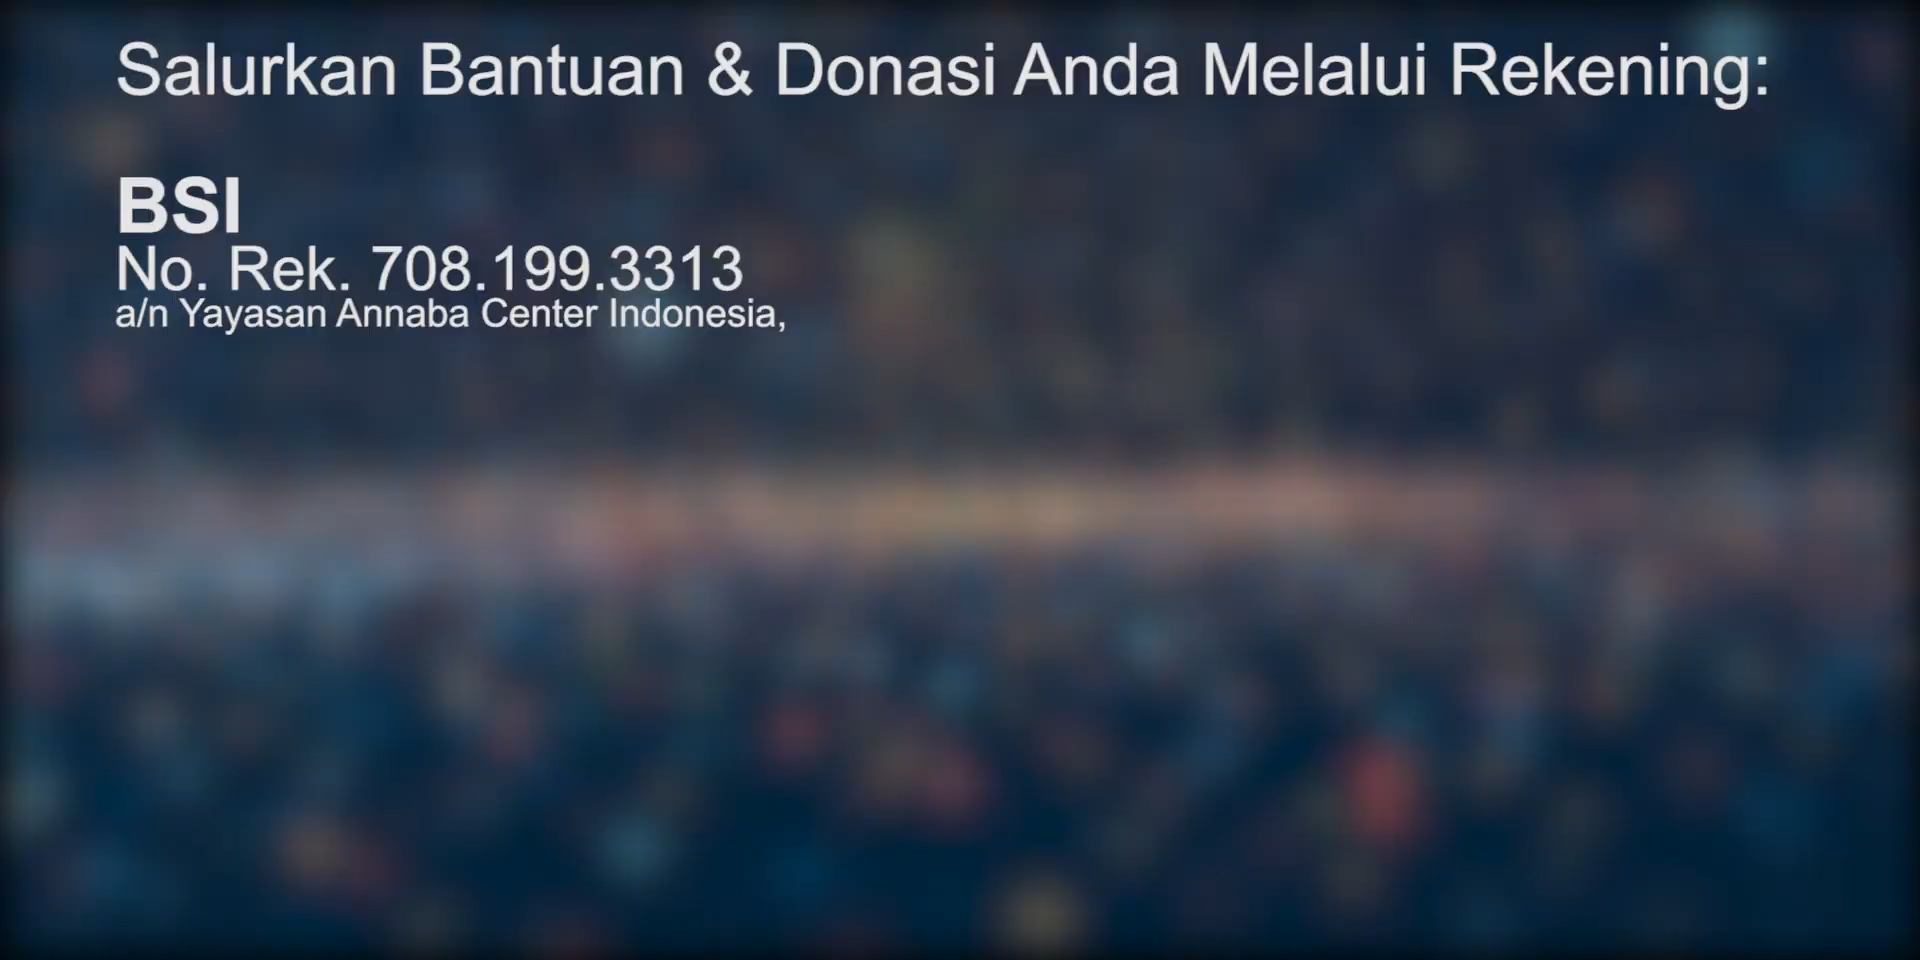 Salurkan Bantuan & Donasi Anda Melalui Rekening:
BSI
No. Rek. 708.199.3313
a/n Yayasan Annaba Center Indonesia,